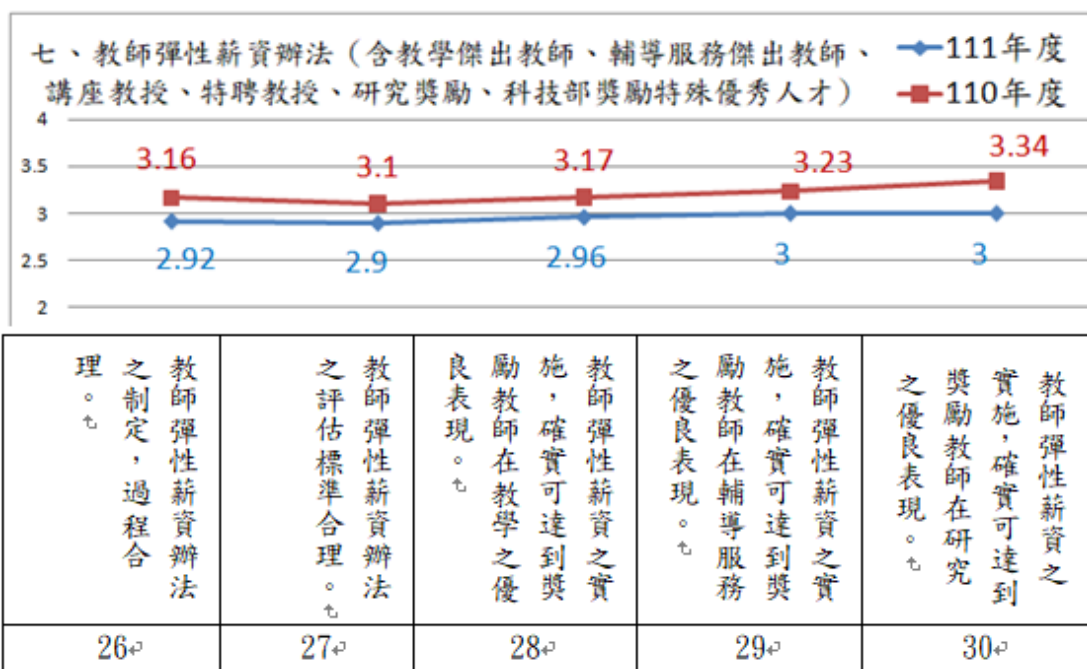 七、教師彈性薪資辦法（含教學傑出教師、輔導服務傑出教師、
講座教授、特聘教授、研究獎勵、科技部獎勵特殊優秀人才）
111年度
110年度
4
3.5
3
2.5
2
3.16
3.1
3.17
3.23
3.34
2.92
2.9
2.96
3
3
教師彈性薪資辦法
之制定，過程合
理。
教師彈性薪資辦法
之評估標準合理。
教師彈性薪資之實
施，確實可達到獎
勵教師在教學之優
良表現。
教師彈性薪資之實
施，確實可達到獎
勵教師在輔導服務
之優良表現。
教師彈性薪資之
實施，確實可達到
獎勵教師在研究
之優良表現。
26
27
28
29
30